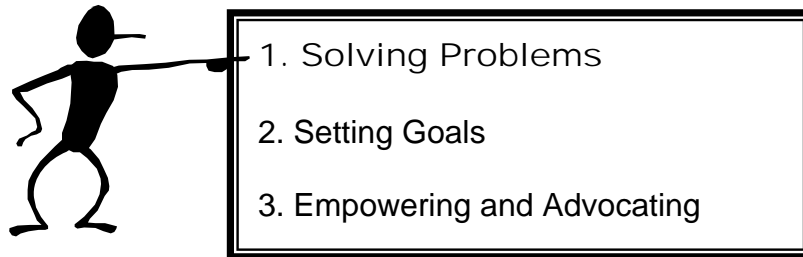 1. Solving Problems
2. Setting Goals
3. Empowering and Advocating